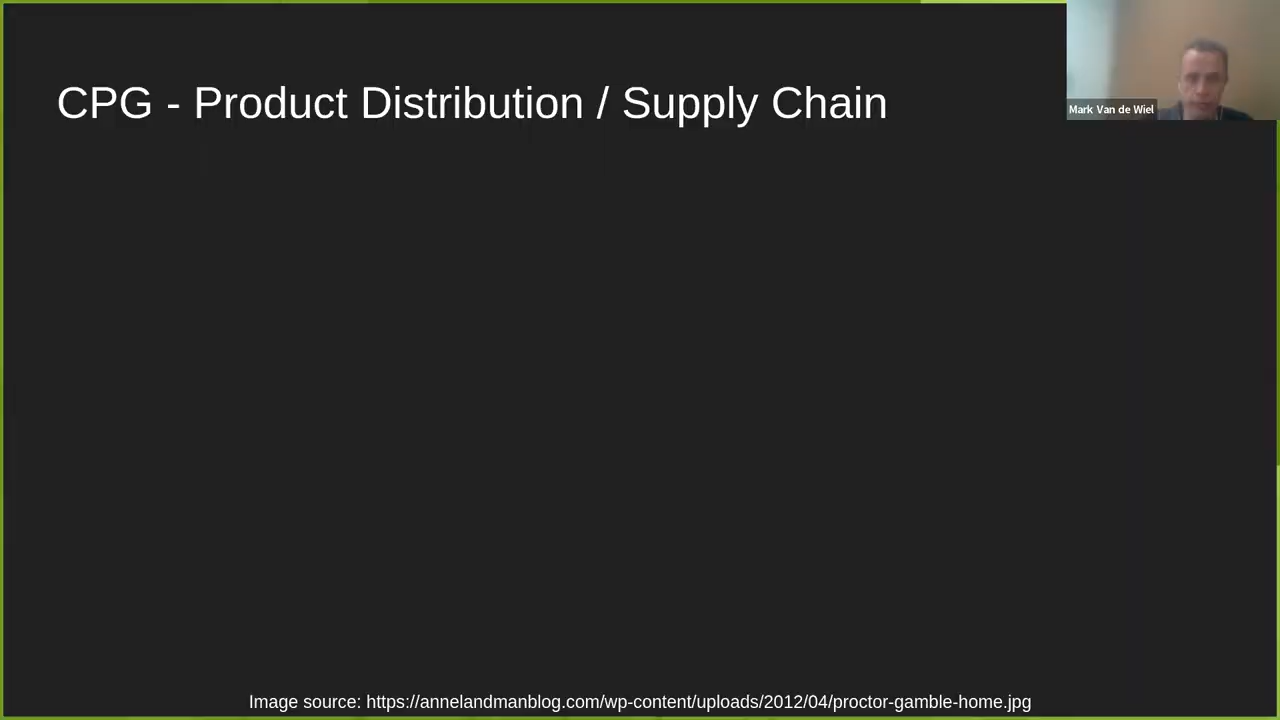 CPG - Product Distribution / Supply Chain
Mark Van de Wiel
Image source: https://annelandmanblog.com/wp-content/uploads/2012/04/proctor-gamble-home.jpg